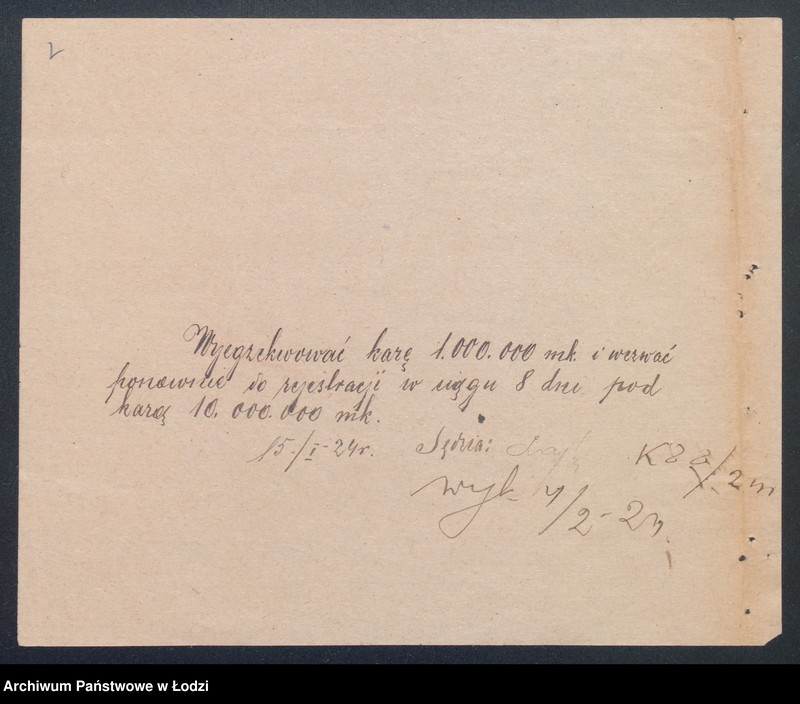 Wyegzekwować karę 1.000.000 mk. i wezwać
ponownie do rejestracji w ciągu 8 dni pod
karą 10.000.000 mk.
15/I-24r. Sędzia:
wyk. 4/2-24.
Archiwum Państwowe w Łodzi